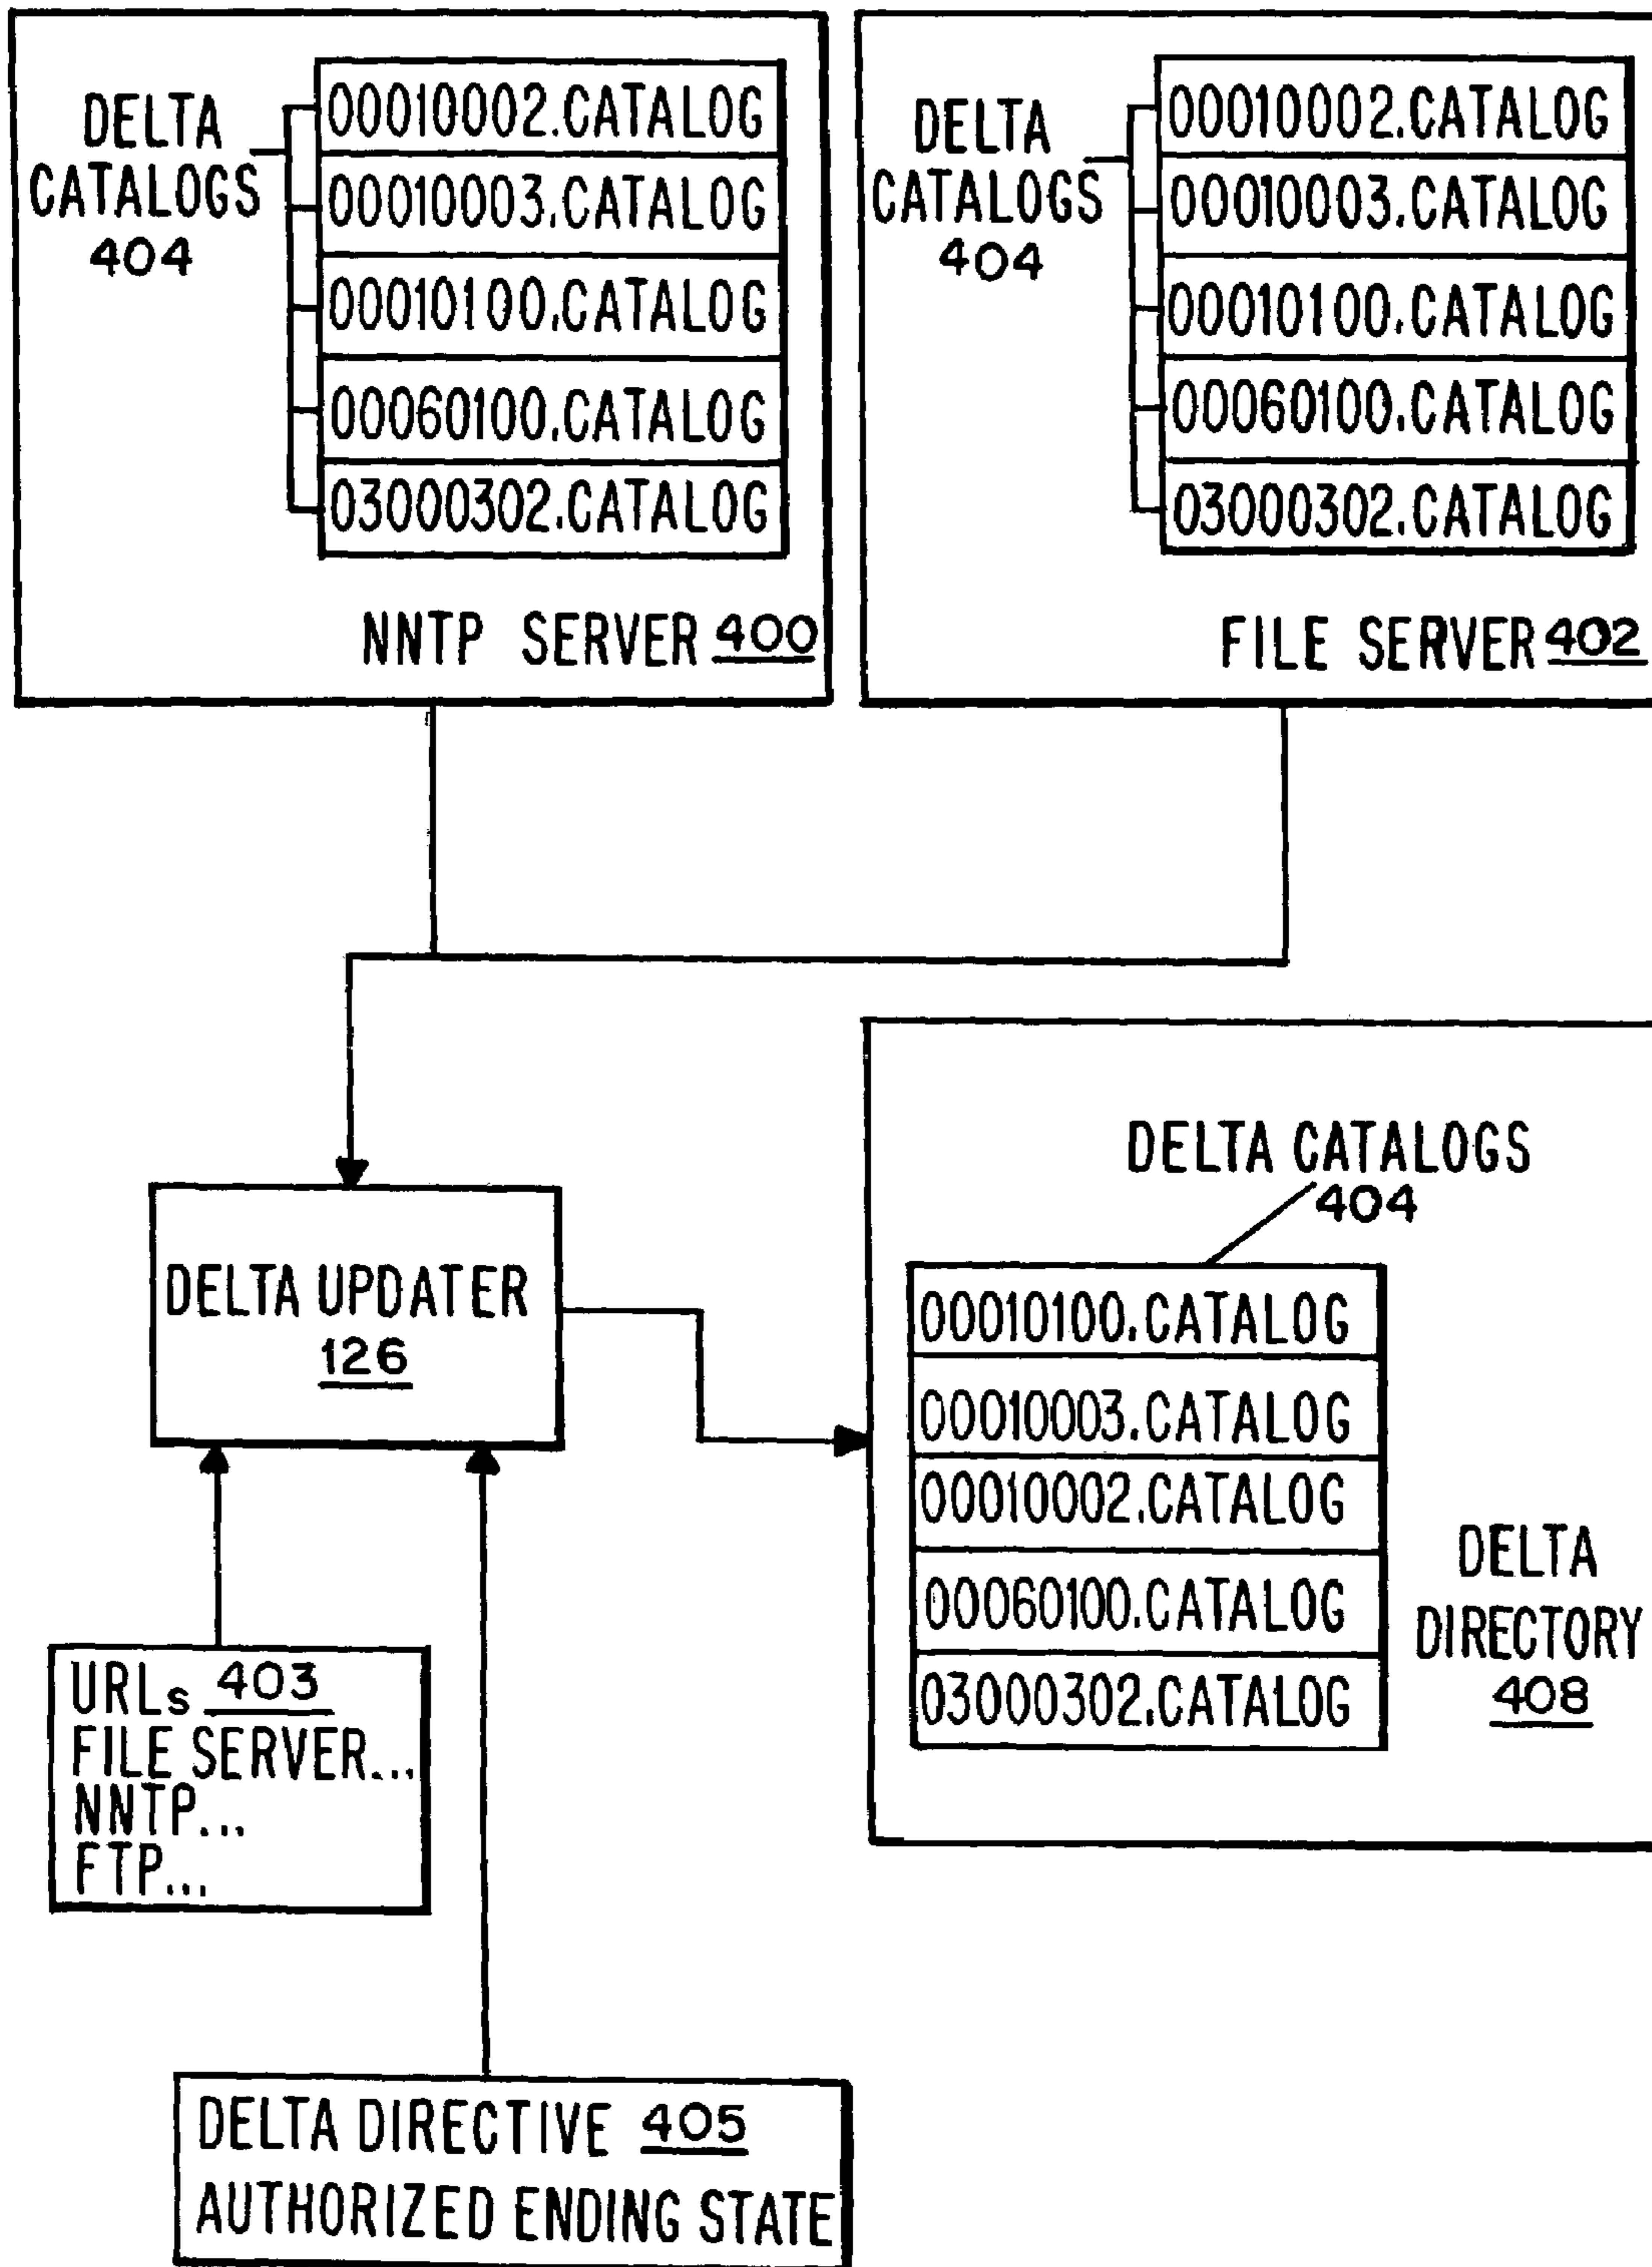 DELTA
CATALOGS
404
00010002.CATALOG
00010003.CATALOG
00010100.CATALOG
00060100.CATALOG
03000302.CATALOG
NNTP SERVER 400
DELTA
CATALOGS
404
00010002.CATALOG
00010003.CATALOG
00010100.CATALOG
00060100.CATALOG
03000302.CATALOG
FILE SERVER 402
DELTA UPDATER
126
DELTA CATALOGS
404
00010100.CATALOG
00010003.CATALOG
00010002.CATALOG
00060100.CATALOG
03000302.CATALOG
DELTA
DIRECTORY
408
URLs 403
FILE SERVER...
NNTP...
FTP...
DELTA DIRECTIVE 405
AUTHORIZED ENDING STATE